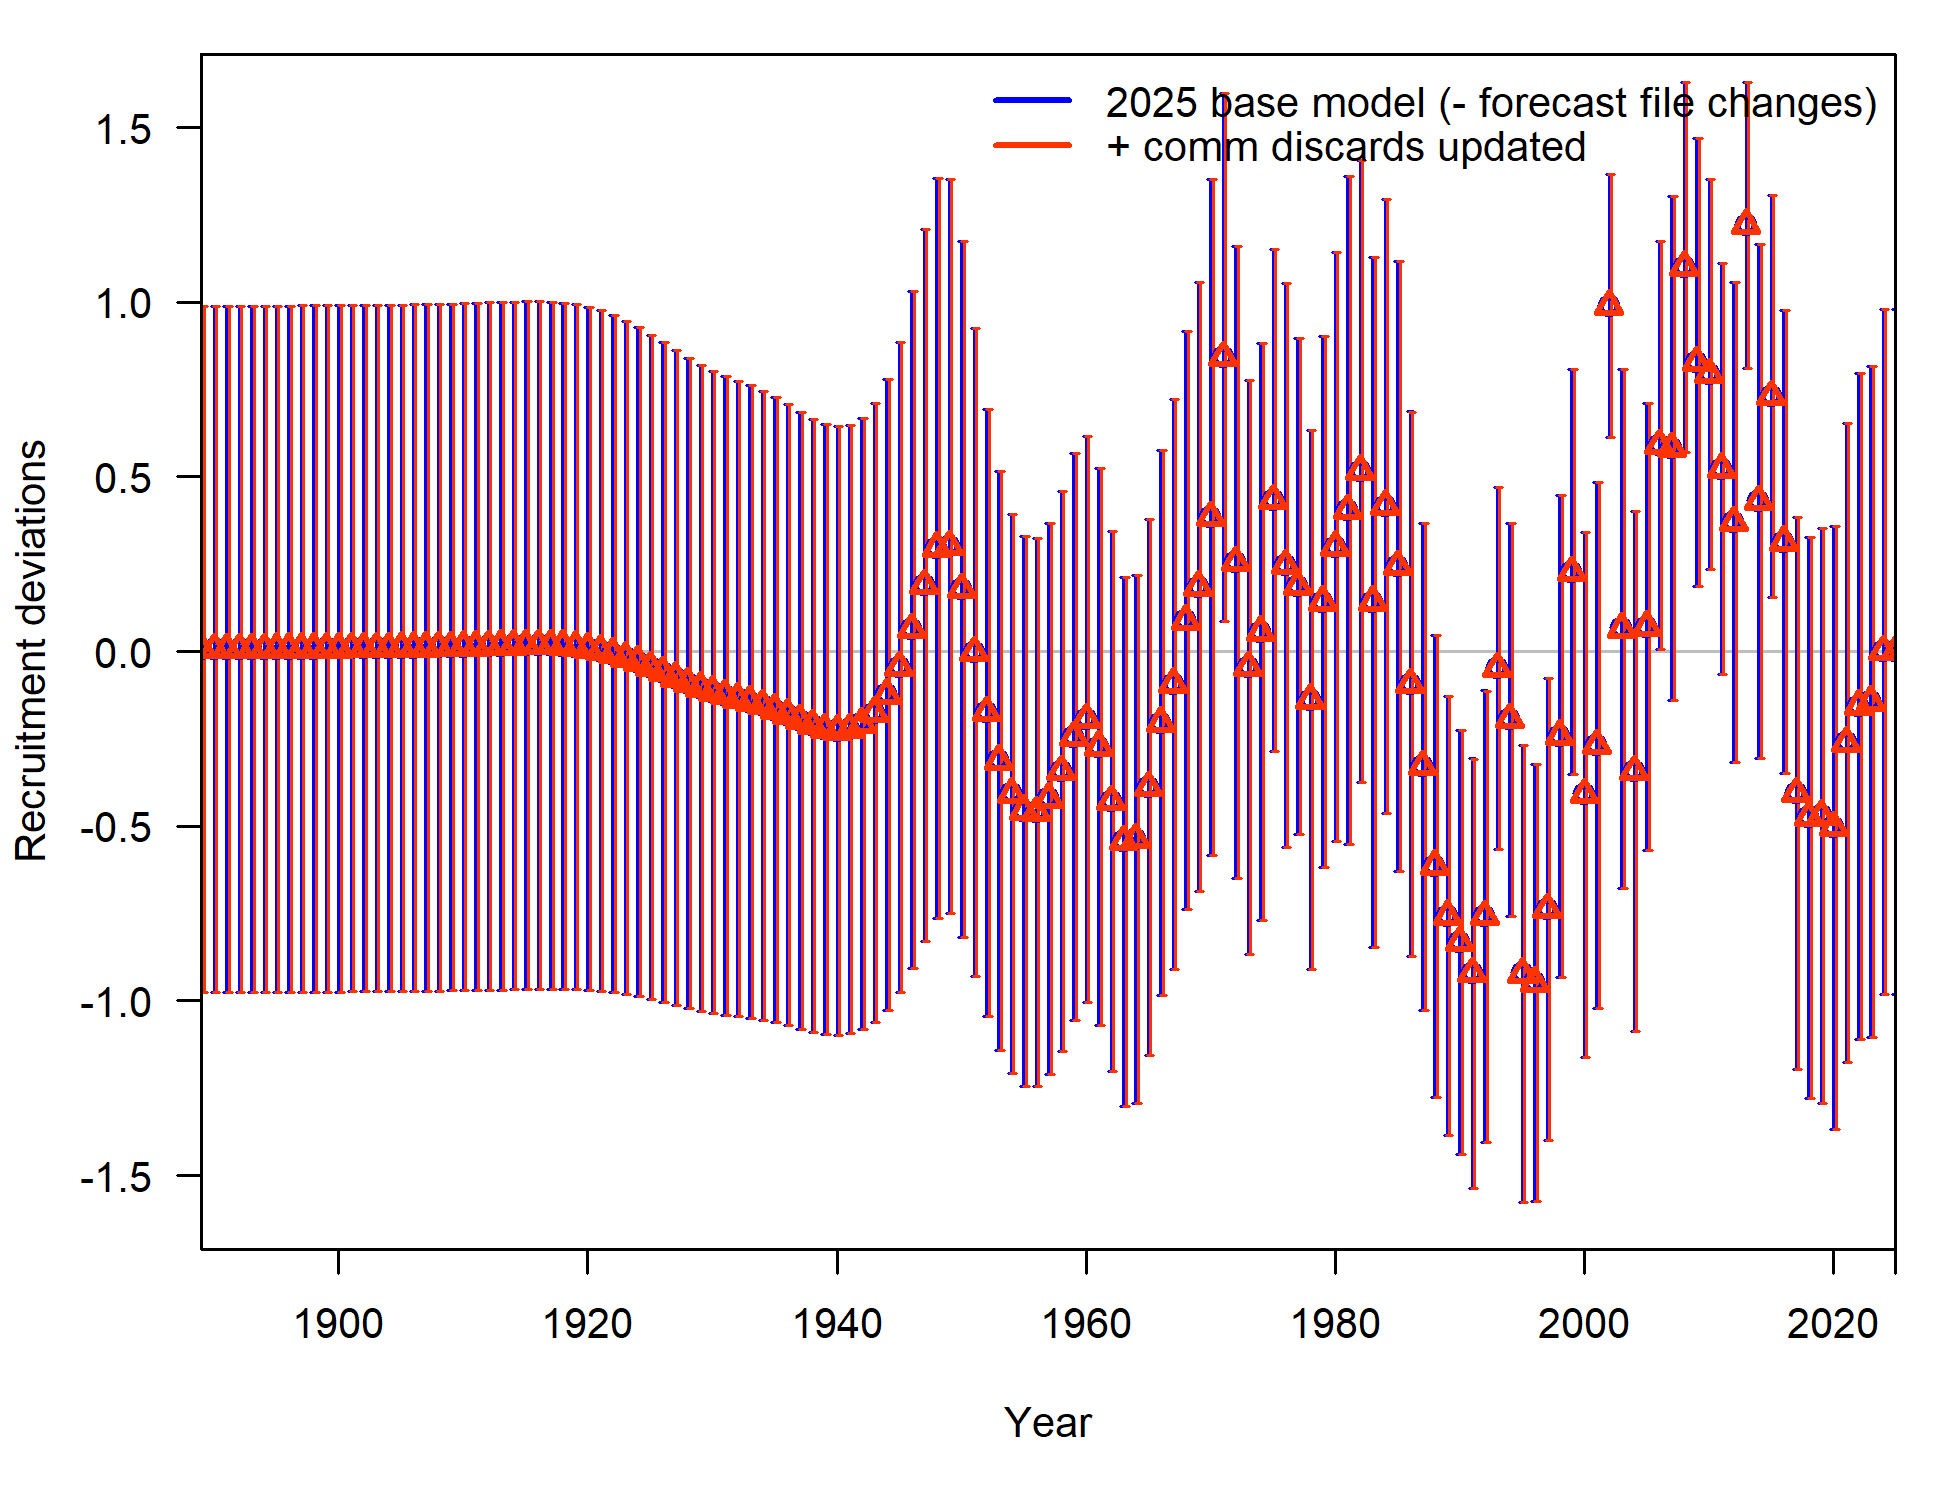 2025 base model (- forecast file changes)
+ comm discards updated
1.5
1.0
0.5
0.0
-0.5
-1.0
-1.5
Recruitment deviations
1900 1920 1940 1960 1980 2000 2020
Year